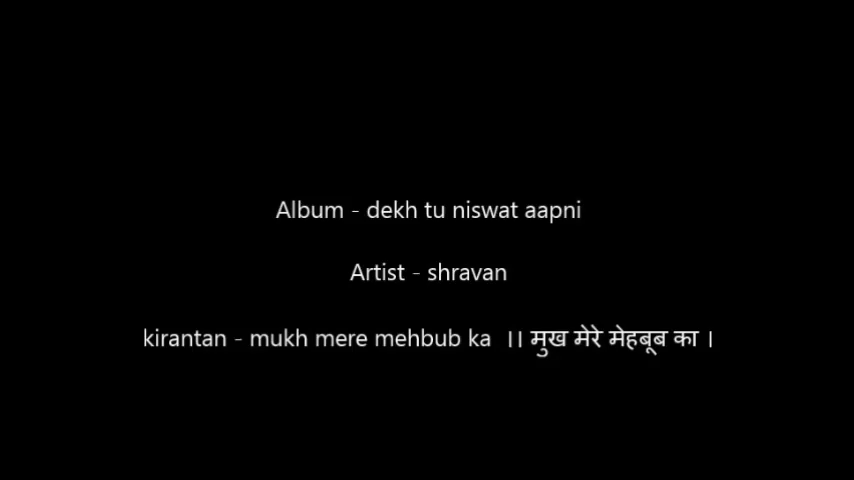 Album - dekh tu niswat aapni
Artist - shravan
kirantan - mukh mere mehbub ka ।। मुख मेरे मेहबूब का ।